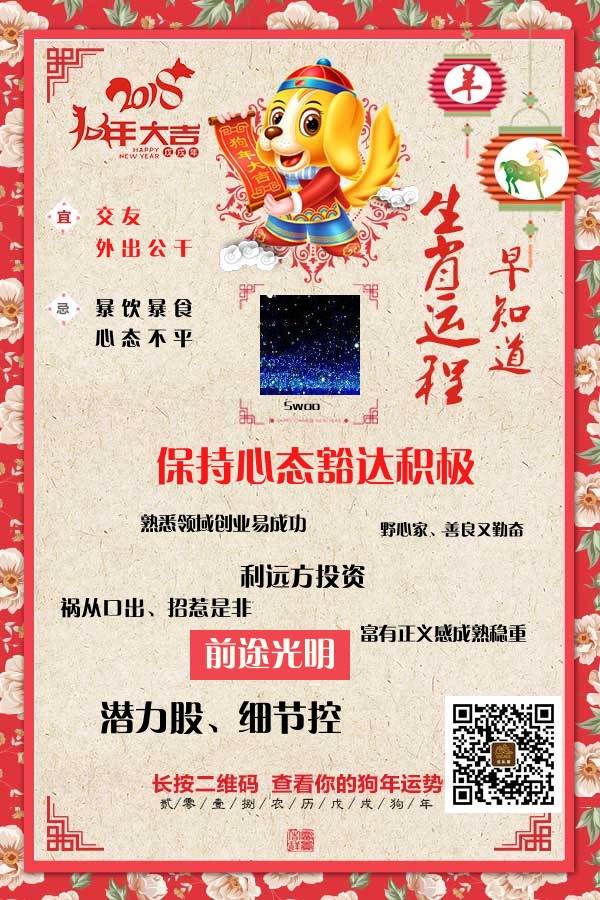 2018
狗年大吉
HAPPY
NEW YEAR
戊戌年
狗年大吉
羊
宜
交友
外出公干
忌
暴饮暴食
心态不平
生肖运程
早知道
Swoo
HAPPY CHINESE NEW YEAR
保持心态豁达积极
熟悉领域创业易成功
野心家、善良又勤奋
利远方投资
祸从口出、招惹是非
富有正义感成熟稳重
前途光明
潜力股、细节控
长按二维码 查看你的狗年运势
贰/零/壹/捌/农/历/戊/戌/狗/年